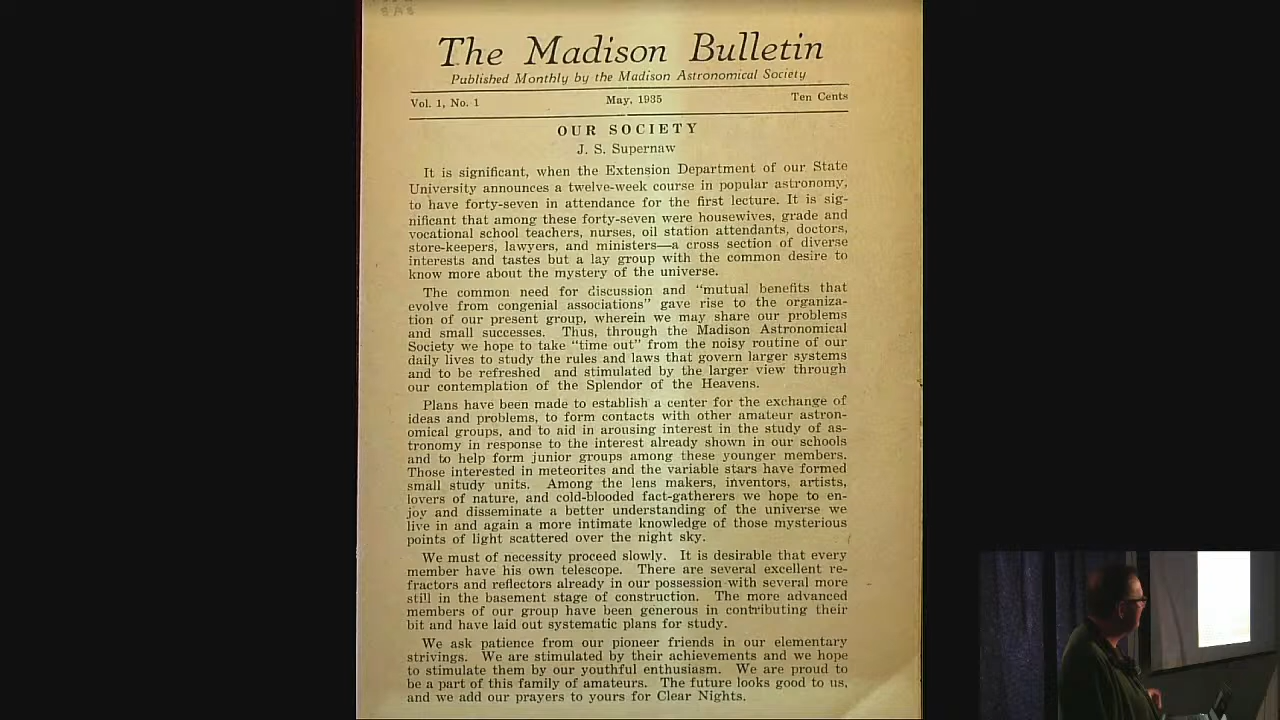 The Madison Bulletin
Published Monthly by the Madison Astronomical Society
Vol. 1, No. 1 May, 1935 Ten Cents
OUR SOCIETY
J. S. Supernaw
It is significant, when the Extension Department of our State
University announces a twelve-week course in popular astronomy,
to have forty-seven in attendance for the first lecture. It is sig-
nificant that among these forty-seven were housewives, grade and
vocational school teachers, nurses, oil station attendants, doctors,
store-keepers, lawyers, and ministers—a cross section of diverse
interests and tastes but a lay group with the common desire to
know more about the mystery of the universe.
The common need for discussion and "mutual benefits that
evolve from congenial associations" gave rise to the organiza-
tion of our present group, wherein we may share our problems
and small successes. Thus, through the Madison Astronomical
Society we hope to take "time out" from the noisy routine of our
daily lives to study the rules and laws that govern larger systems
and to be refreshed and stimulated by the larger view through
our contemplation of the Splendor of the Heavens.
Plans have been made to establish a center for the exchange of
ideas and problems, to form contacts with other amateur astron-
omical groups, and to aid in arousing interest in the study of as-
tronomy in response to the interest already shown in our schools
and to help form junior groups among these younger members.
Those interested in meteorites and the variable stars have formed
small study units. Among the lens makers, inventors, artists,
lovers of nature, and cold-blooded fact-gatherers we hope to en-
joy and disseminate a better understanding of the universe we
live in and again a more intimate knowledge of those mysterious
points of light scattered over the night sky.
We must of necessity proceed slowly. It is desirable that every
member have his own telescope. There are several excellent re-
fractors and reflectors already in our possession with several more
still in the basement stage of construction. The more advanced
members of our group have been generous in contributing their
bit and have laid out systematic plans for study.
We ask patience from our pioneer friends in our elementary
strivings. We are stimulated by their achievements and we hope
to stimulate them by our youthful enthusiasm. We are proud to
be a part of this family of amateurs. The future looks good to us,
and we add our prayers to yours for Clear Nights.